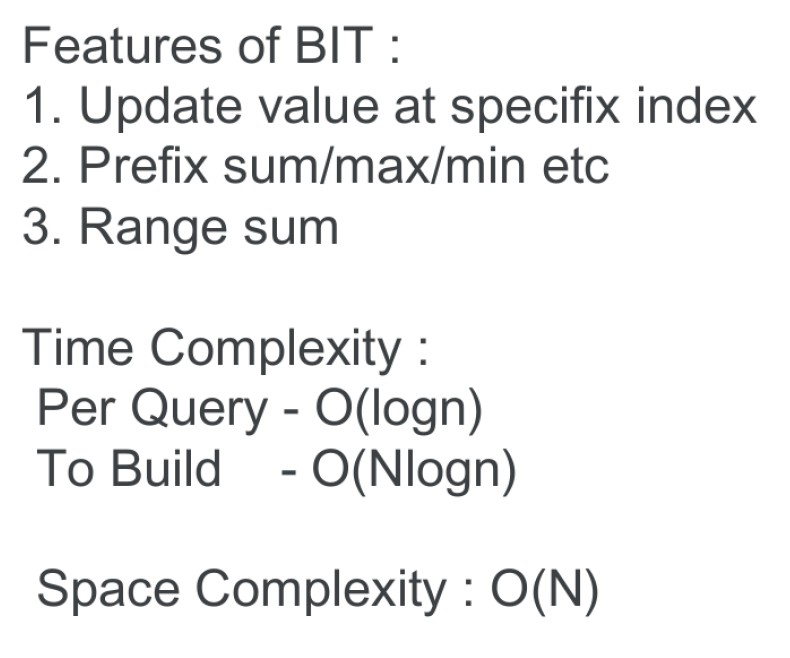 Features of BIT :
1. Update value at specifix index
2. Prefix sum/max/min etc
3. Range sum
Time Complexity :
Per Query - O(logn)
To Build - O(Nlogn)
Space Complexity : O(N)